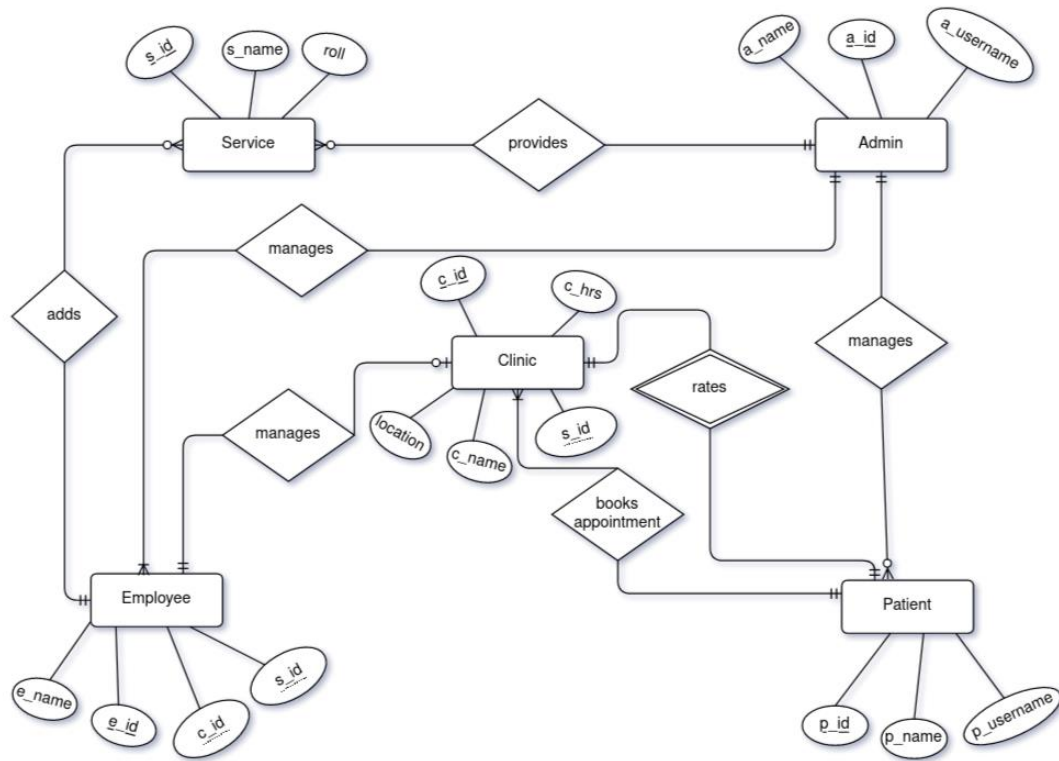 s_id
s_name
roll
a_name
a_id
a_username
Service
provides
Admin
manages
c_id
c_hrs
adds
manages
Clinic
rates
manages
location
c_name
s_id
books
appointment
Employee
Patient
e_name
e_id
c_id
s_id
p_id
p_name
p_username